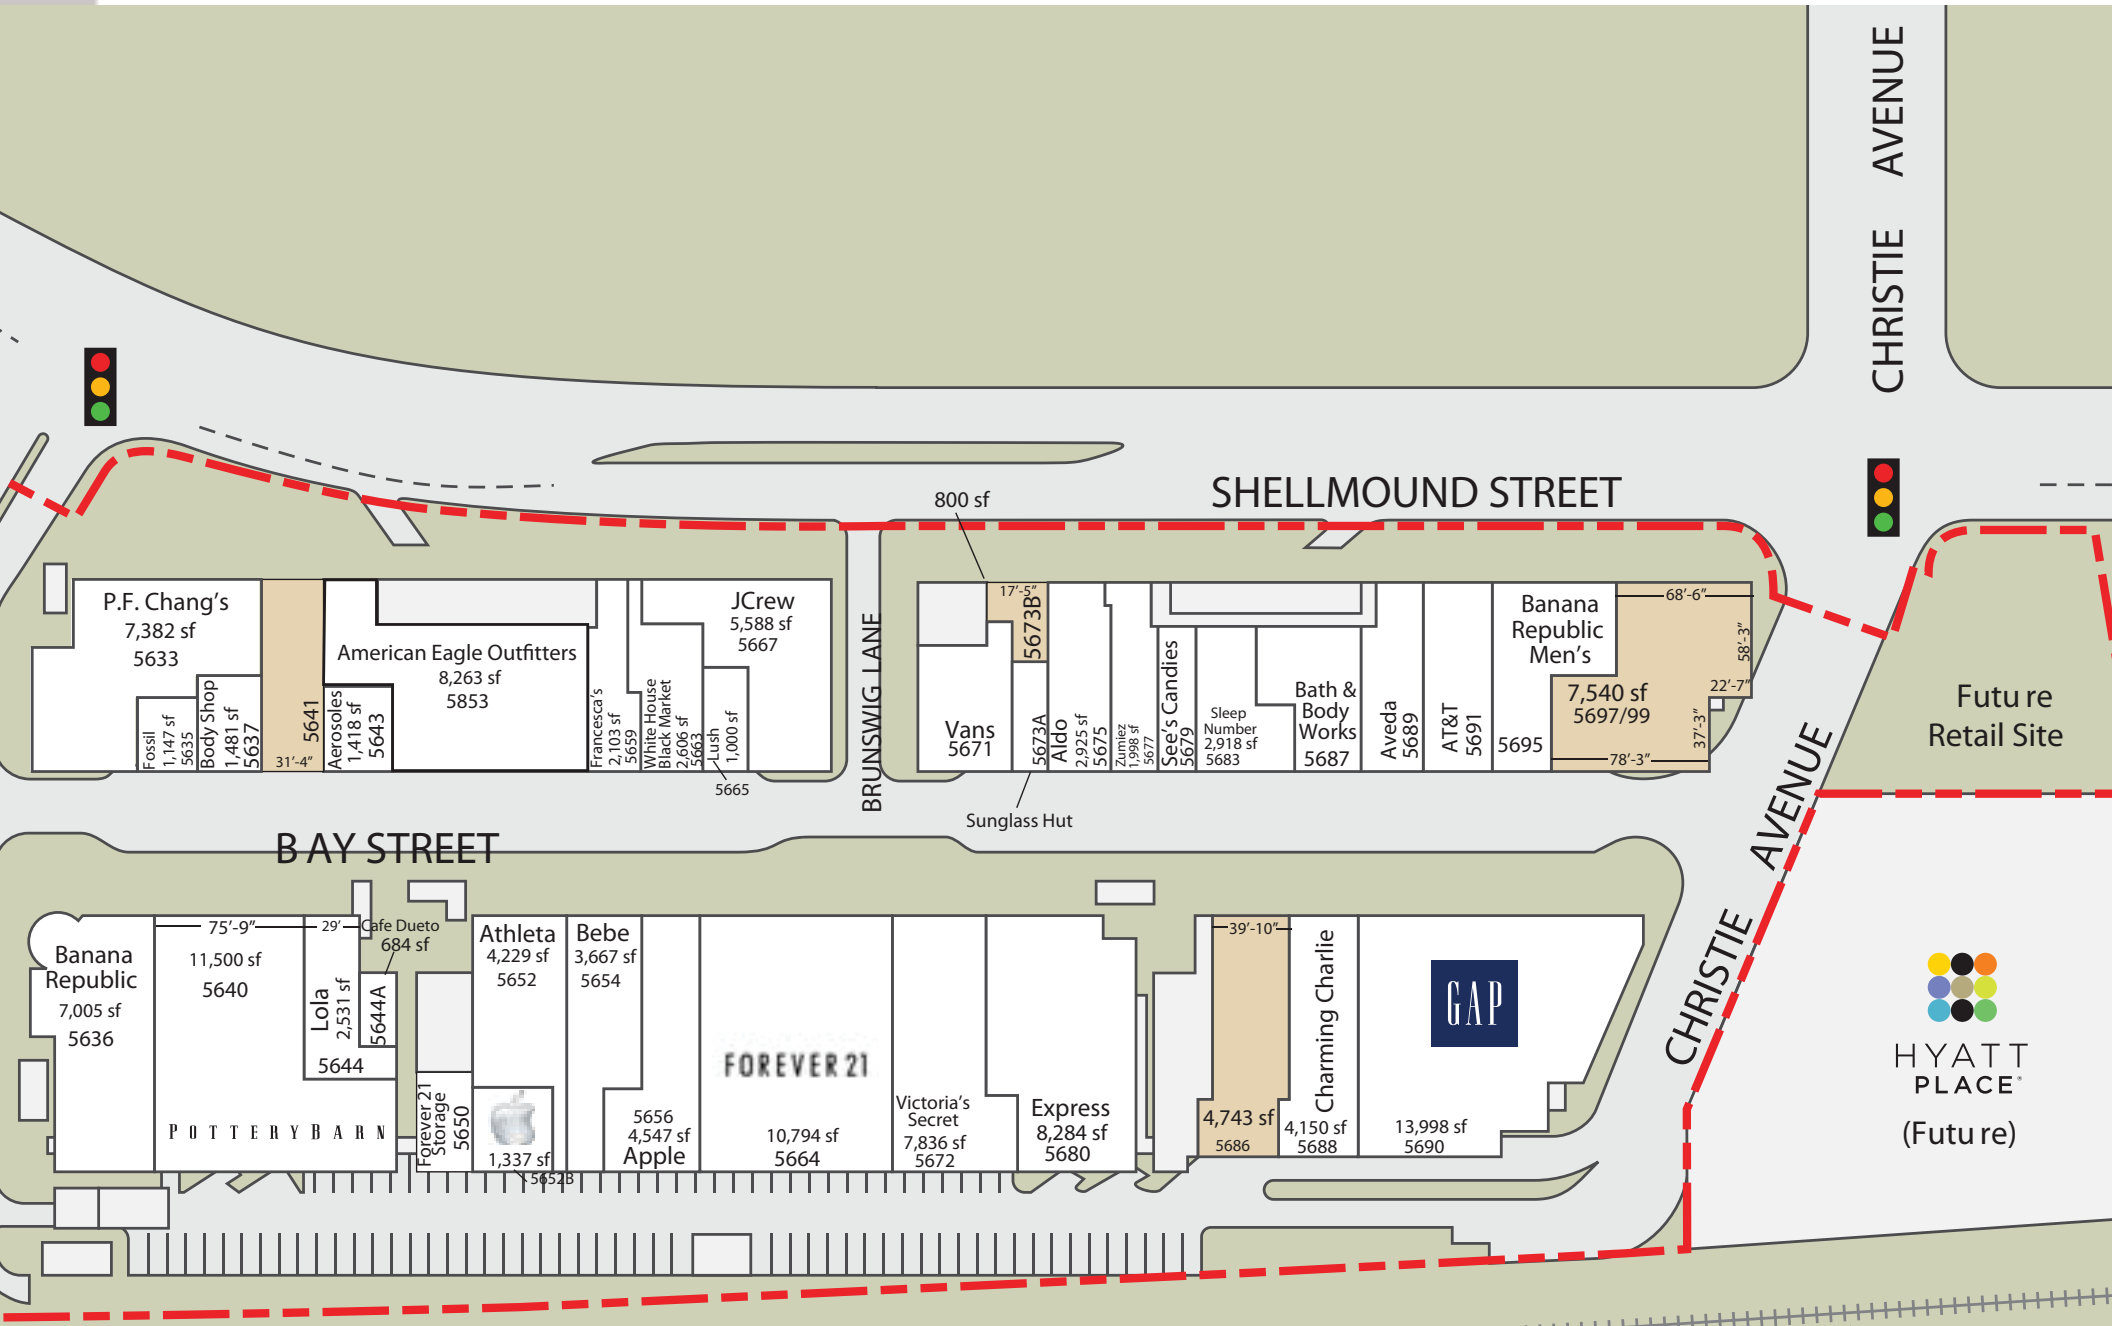 CHRISTIE AVENUE
SHELLMOUND STREET
800 sf
P.F. Chang's
7,382 sf
5633
Fossil
1,147 sf
5635
Body Shop
1,481 sf
5637
5641
31'-4"
Aerosoles
1,418 sf
5643
American Eagle Outfitters
8,263 sf
5853
Francesca's
2,103 sf
5659
White House
Black Market
2,606 sf
5663
Lush
1,000 sf
5665
JCrew
5,588 sf
5667
BRUNSWIG LANE
Vans
5671
17'-5"
5673B
5673A
Sunglass Hut
Aldo
2,925 sf
5675
Zumiez
1,998 sf
5677
See's Candies
5679
Sleep
Number
2,918 sf
5683
Bath &
Body
Works
5687
Aveda
5689
AT&T
5691
Banana
Republic
Men's
5695
68'-6"
58'-3"
22'-7"
7,540 sf
5697/99
37'-3"
78'-3"
Futu re
Retail Site
B AY STREET
CHRISTIE AVENUE
Banana
Republic
7,005 sf
5636
75'-9"
11,500 sf
5640
POTTERY BARN
29'
Lola
2,531 sf
5644
Cafe Dueto
684 sf
5644A
Forever 21
Storage
5650
Athleta
4,229 sf
5652
1,337 sf
5652B
Bebe
3,667 sf
5654
5656
4,547 sf
Apple
FOREVER 21
10,794 sf
5664
Victoria's
Secret
7,836 sf
5672
Express
8,284 sf
5680
39'-10"
4,743 sf
5686
Charming Charlie
4,150 sf
5688
GAP
13,998 sf
5690
HYATT
PLACE
(Futu re)